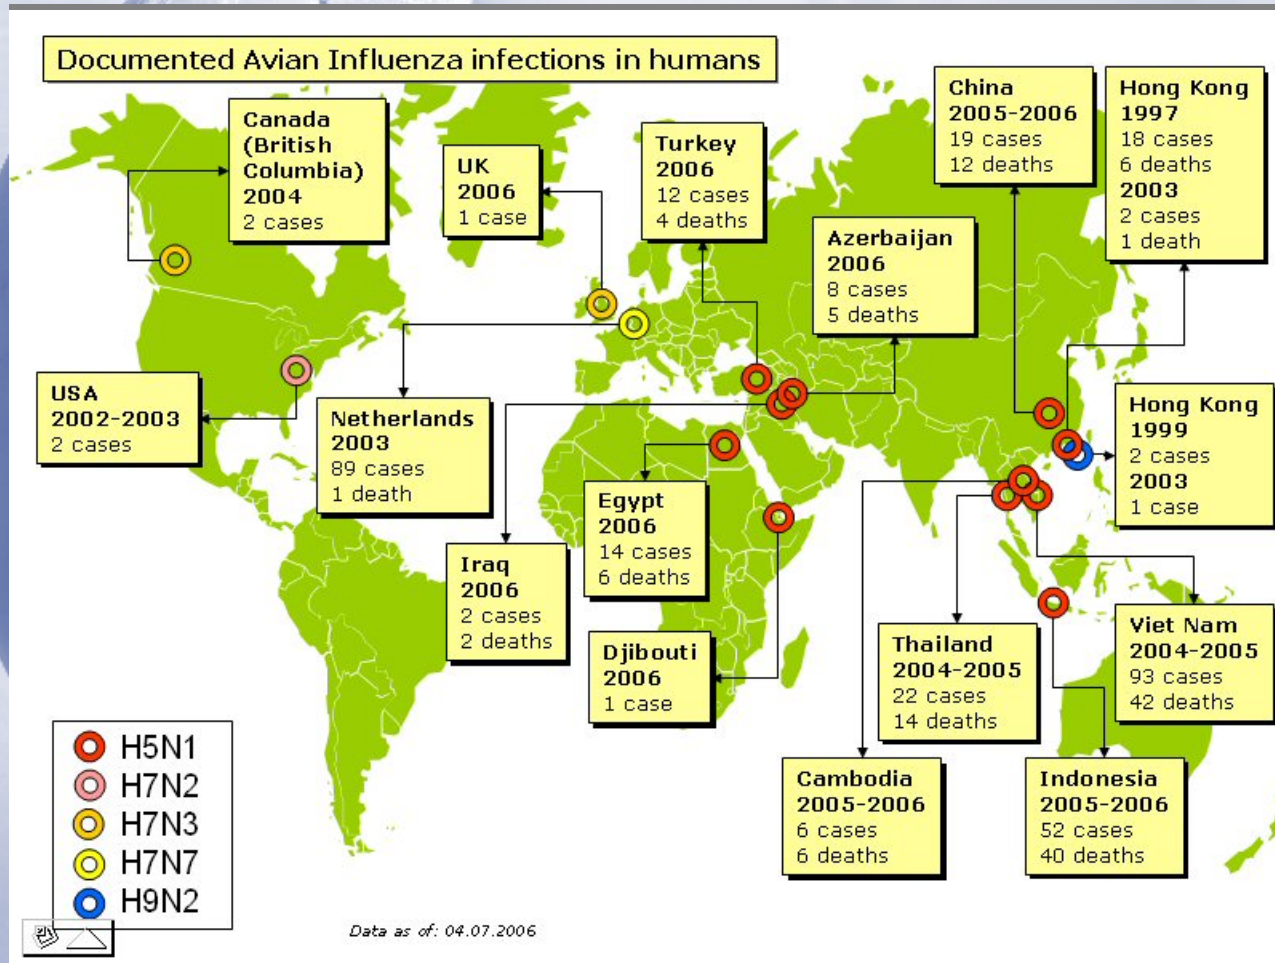 Documented Avian Influenza infections in humans
Canada
(British
Columbia)
2004
2 cases
UK
2006
1 case
Turkey
2006
12 cases
4 deaths
Azerbaijan
2006
8 cases
5 deaths
China
2005-2006
19 cases
12 deaths
Hong Kong
1997
18 cases
6 deaths
2003
2 cases
1 death
USA
2002-2003
2 cases
Netherlands
2003
89 cases
1 death
Hong Kong
1999
2 cases
2003
1 case
Egypt
2006
14 cases
6 deaths
Iraq
2006
2 cases
2 deaths
Djibouti
2006
1 case
Thailand
2004-2005
22 cases
14 deaths
Viet Nam
2004-2005
93 cases
42 deaths
Cambodia
2005-2006
6 cases
6 deaths
Indonesia
2005-2006
52 cases
40 deaths
H5N1
H7N2
H7N3
H7N7
H9N2
Data as of: 04.07.2006